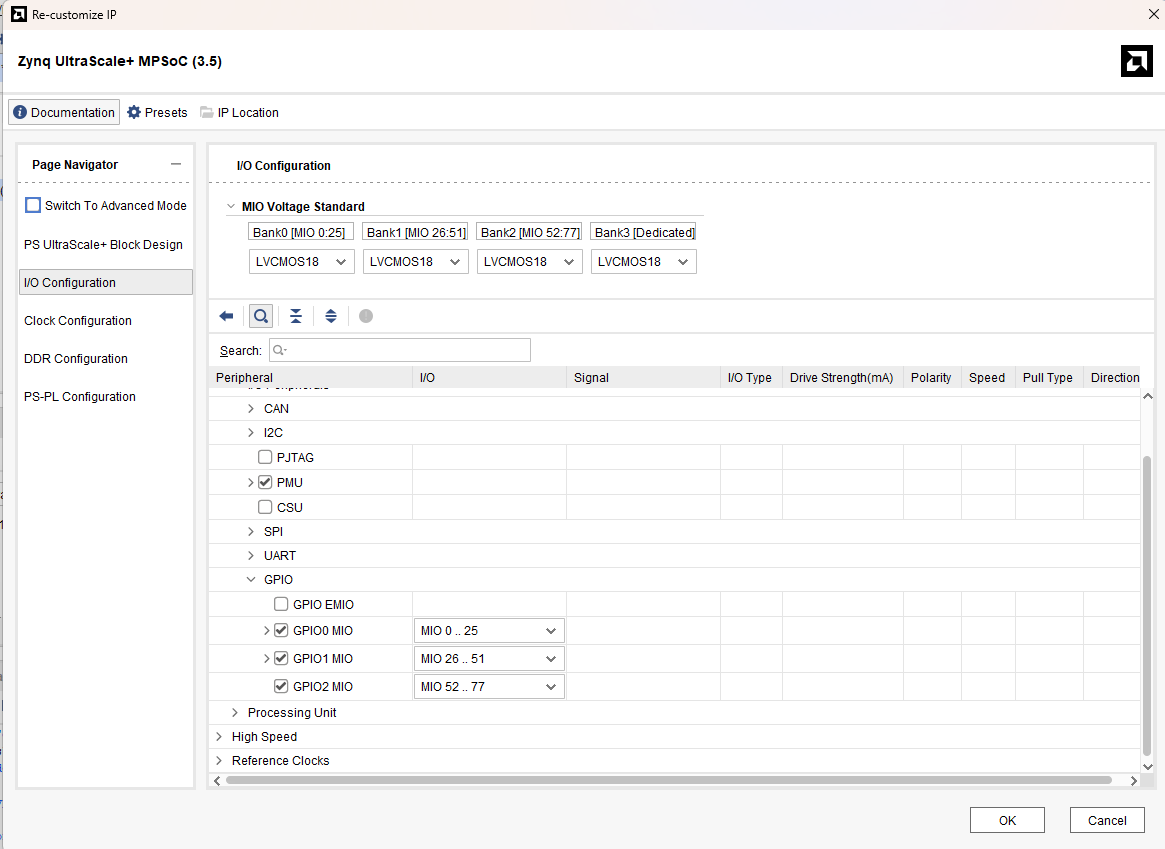 Re-customize IP
Zynq UltraScale+ MPSoC (3.5)
Documentation Presets IP Location
Page Navigator
Switch To Advanced Mode
PS UltraScale+ Block Design
I/O Configuration
Clock Configuration
DDR Configuration
PS-PL Configuration
I/O Configuration
MIO Voltage Standard
Bank0 [MIO 0:25] Bank1 [MIO 26:51] Bank2 [MIO 52:77] Bank3 [Dedicated]
LVCMOS18 LVCMOS18 LVCMOS18 LVCMOS18
Search:
Peripheral I/O Signal I/O Type Drive Strength(mA) Polarity Speed Pull Type Direction
CAN
I2C
PJTAG
PMU
CSU
SPI
UART
GPIO
GPIO EMIO
GPIO0 MIO MIO 0 .. 25
GPIO1 MIO MIO 26 .. 51
GPIO2 MIO MIO 52 .. 77
Processing Unit
High Speed
Reference Clocks
OK Cancel